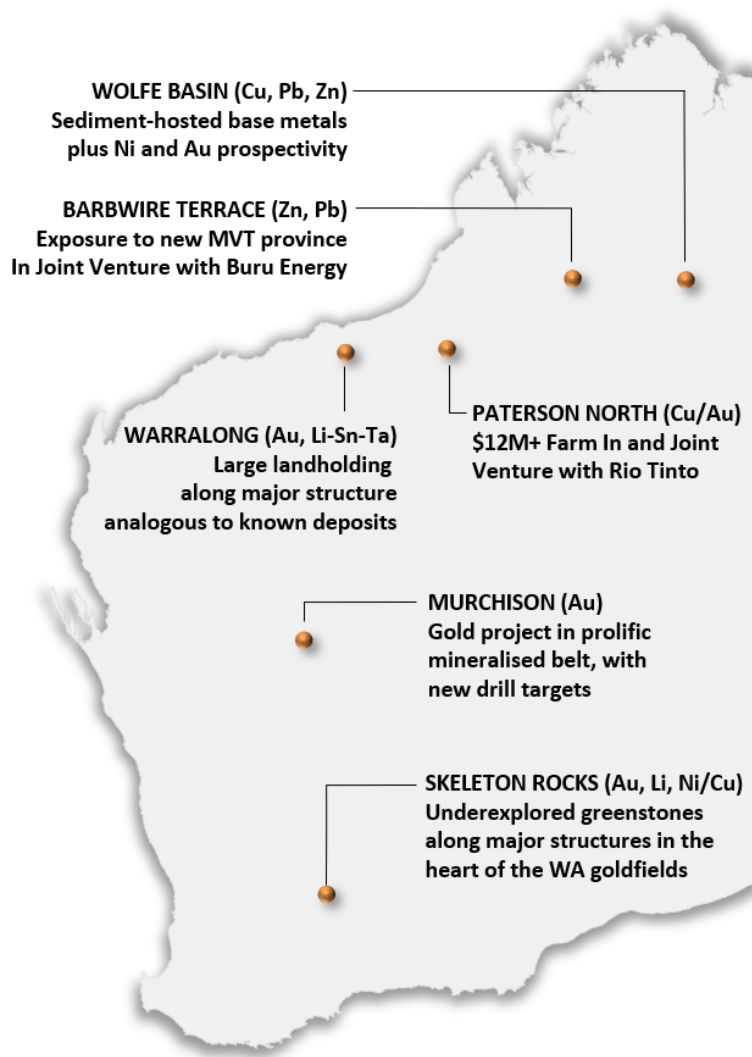 WOLFE BASIN (Cu, Pb, Zn)
Sediment-hosted base metals
plus Ni and Au prospectivity
BARBWIRE TERRACE (Zn, Pb)
Exposure to new MVT province
In Joint Venture with Buru Energy
WARRALONG (Au, Li-Sn-Ta)
Large landholding
along major structure
analogous to known deposits
PATERSON NORTH (Cu/Au)
$12M+ Farm In and Joint
Venture with Rio Tinto
MURCHISON (Au)
Gold project in prolific
mineralised belt, with
new drill targets
SKELETON ROCKS (Au, Li, Ni/Cu)
Underexplored greenstones
along major structures in the
heart of the WA goldfields